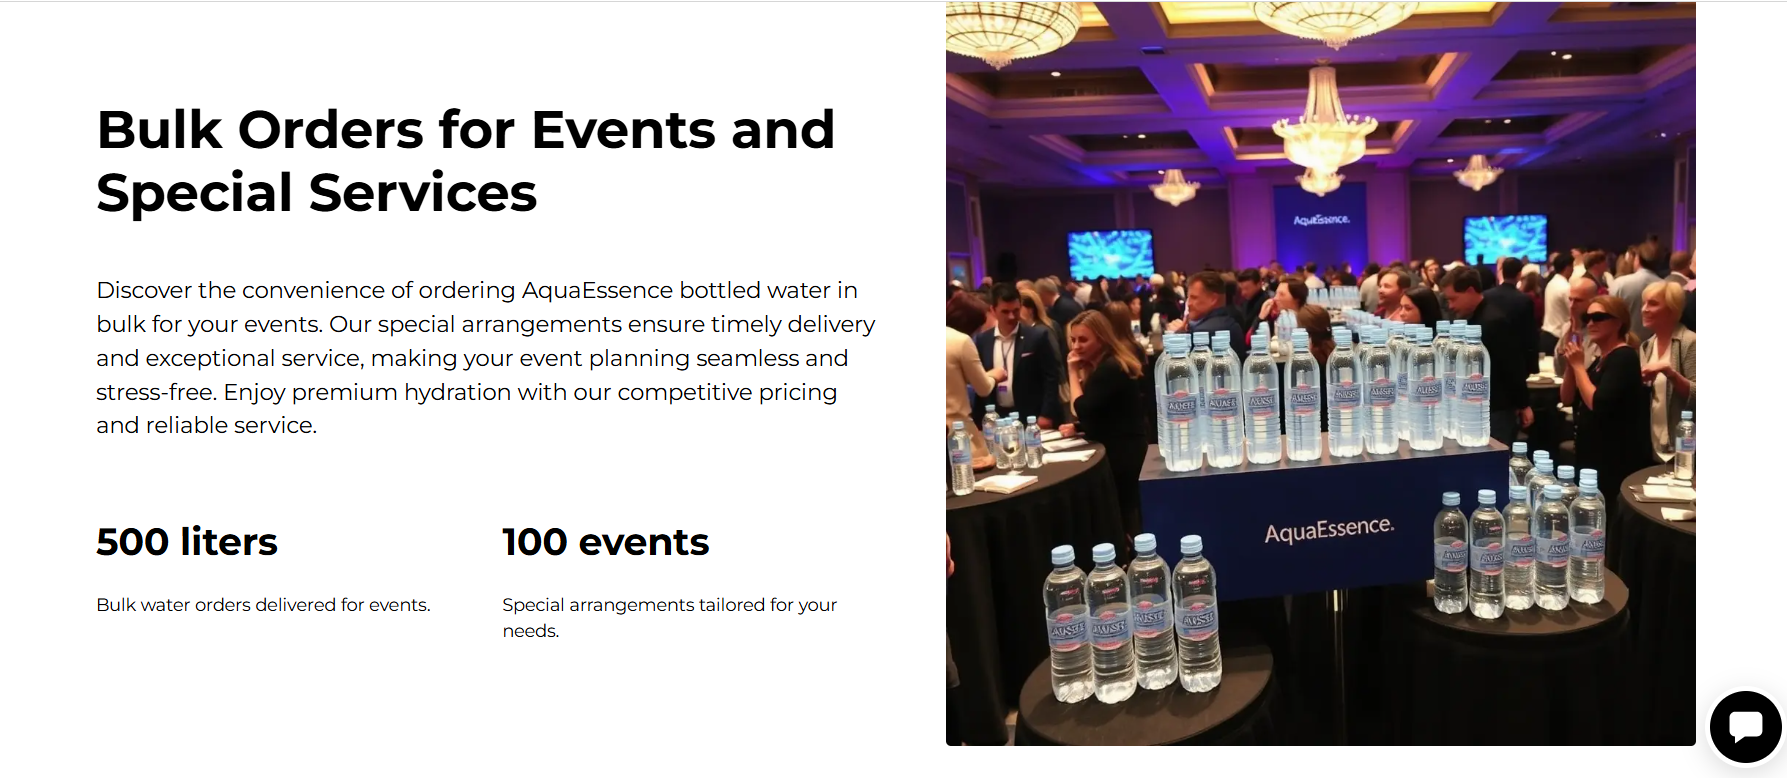 Bulk Orders for Events and
Special Services
Discover the convenience of ordering AquaEssence bottled water in
bulk for your events. Our special arrangements ensure timely delivery
and exceptional service, making your event planning seamless and
stress-free. Enjoy premium hydration with our competitive pricing
and reliable service.
500 liters
Bulk water orders delivered for events.
100 events
Special arrangements tailored for your
needs.
AquaEssence.
AquaEssence.